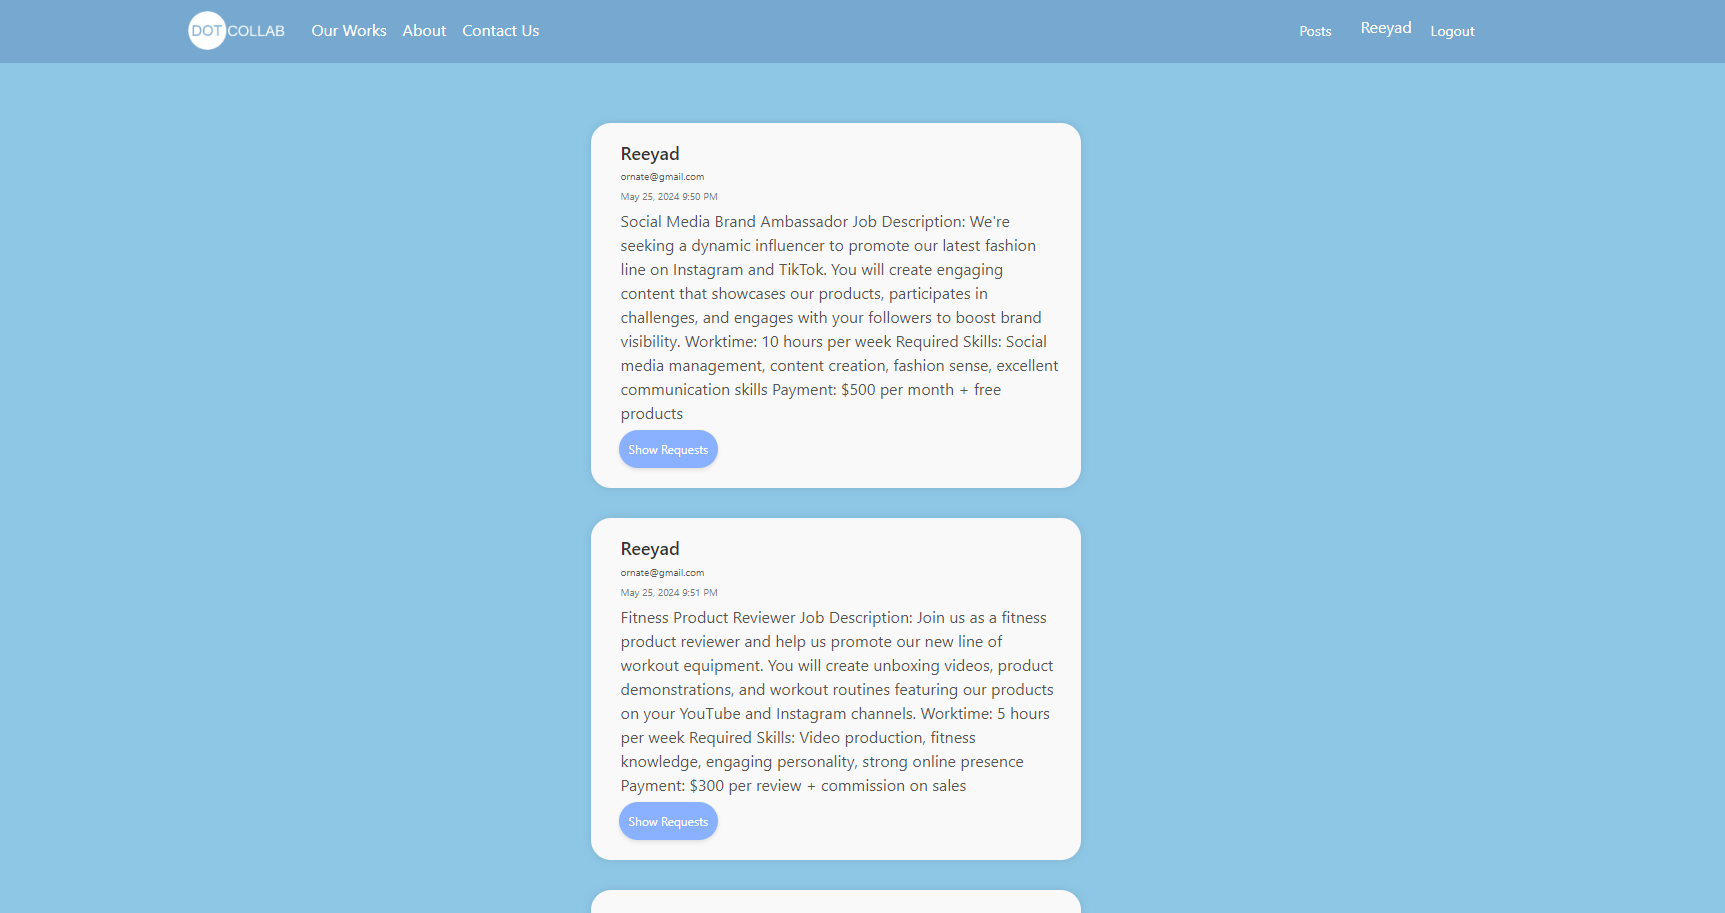 DOT COLLAB Our Works About Contact Us Posts Reeyad Logout
Reeyad
ornate@gmail.com
May 25, 2024 9:50 PM
Social Media Brand Ambassador Job Description: We're
seeking a dynamic influencer to promote our latest fashion
line on Instagram and TikTok. You will create engaging
content that showcases our products, participates in
challenges, and engages with your followers to boost brand
visibility. Worktime: 10 hours per week Required Skills: Social
media management, content creation, fashion sense, excellent
communication skills Payment: $500 per month + free
products
Show Requests
Reeyad
ornate@gmail.com
May 25, 2024 9:51 PM
Fitness Product Reviewer Job Description: Join us as a fitness
product reviewer and help us promote our new line of
workout equipment. You will create unboxing videos, product
demonstrations, and workout routines featuring our products
on your YouTube and Instagram channels. Worktime: 5 hours
per week Required Skills: Video production, fitness
knowledge, engaging personality, strong online presence
Payment: $300 per review + commission on sales
Show Requests